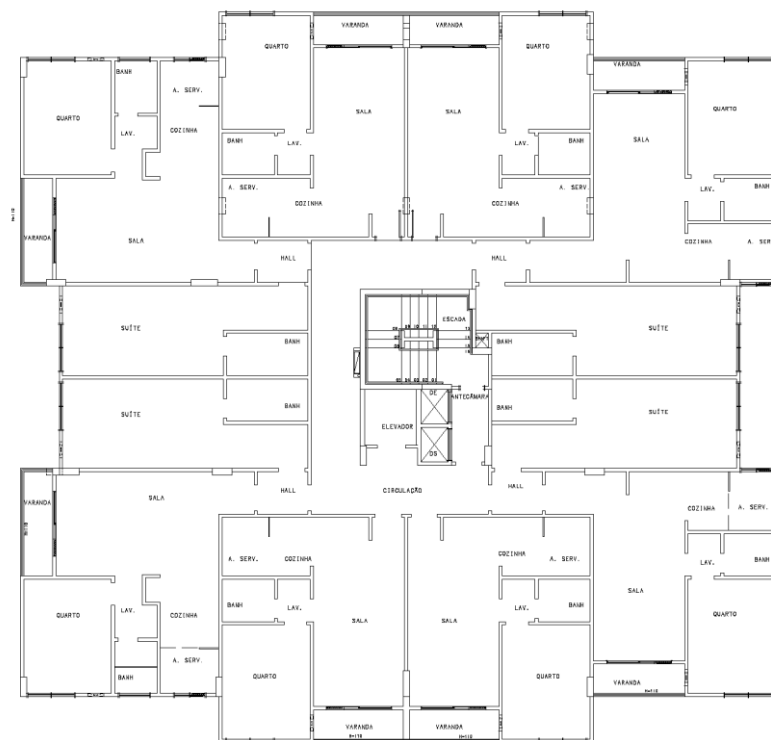 VARANDA
VARANDA
QUARTO
QUARTO
VARANDA
BANH
A. SERV.
QUARTO
QUARTO
LAV.
COZINHA
SALA
SALA
SALA
BANH
LAV.
LAV.
BANH
LAV.
BANH
A. SERV.
COZINHA
COZINHA
A. SERV.
VARANDA
SALA
COZINHA
A. SERV.
HALL
HALL
ESCADA
SUÍTE
SUÍTE
BANH
BANH
SUÍTE
BANH
DE
ANTECÂMARA
BANH
SUÍTE
ELEVADOR
DS
VARANDA
SALA
HALL
CIRCULAÇÃO
HALL
COZINHA
A. SERV.
A. SERV.
COZINHA
COZINHA
A. SERV.
LAV.
BANH
QUARTO
LAV.
COZINHA
BANH
LAV.
SALA
SALA
LAV.
BANH
SALA
QUARTO
A. SERV.
BANH
QUARTO
QUARTO
VARANDA
H=110
VARANDA
VARANDA
H=110